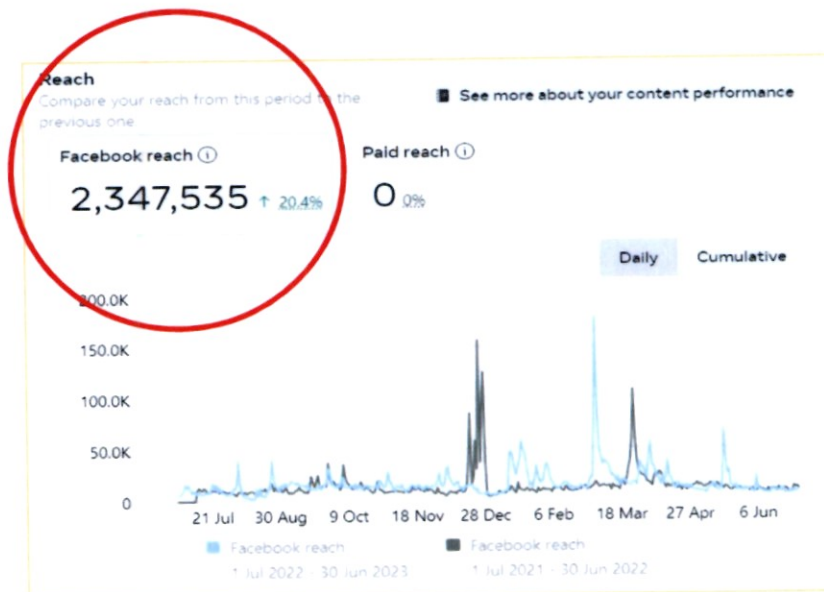 Reach
Compare your reach from this period to the
previous one
See more about your content performance
Facebook reach
Paid reach
2,347,535 ↑ 20.4%
0 0%
Daily Cumulative
200.0K
150.0K
100.0K
50.0K
0
21 Jul 30 Aug 9 Oct 18 Nov 28 Dec 6 Feb 18 Mar 27 Apr 6 Jun
Facebook reach Facebook reach
1 Jul 2022 - 30 Jun 2023 1 Jul 2021 - 30 Jun 2022